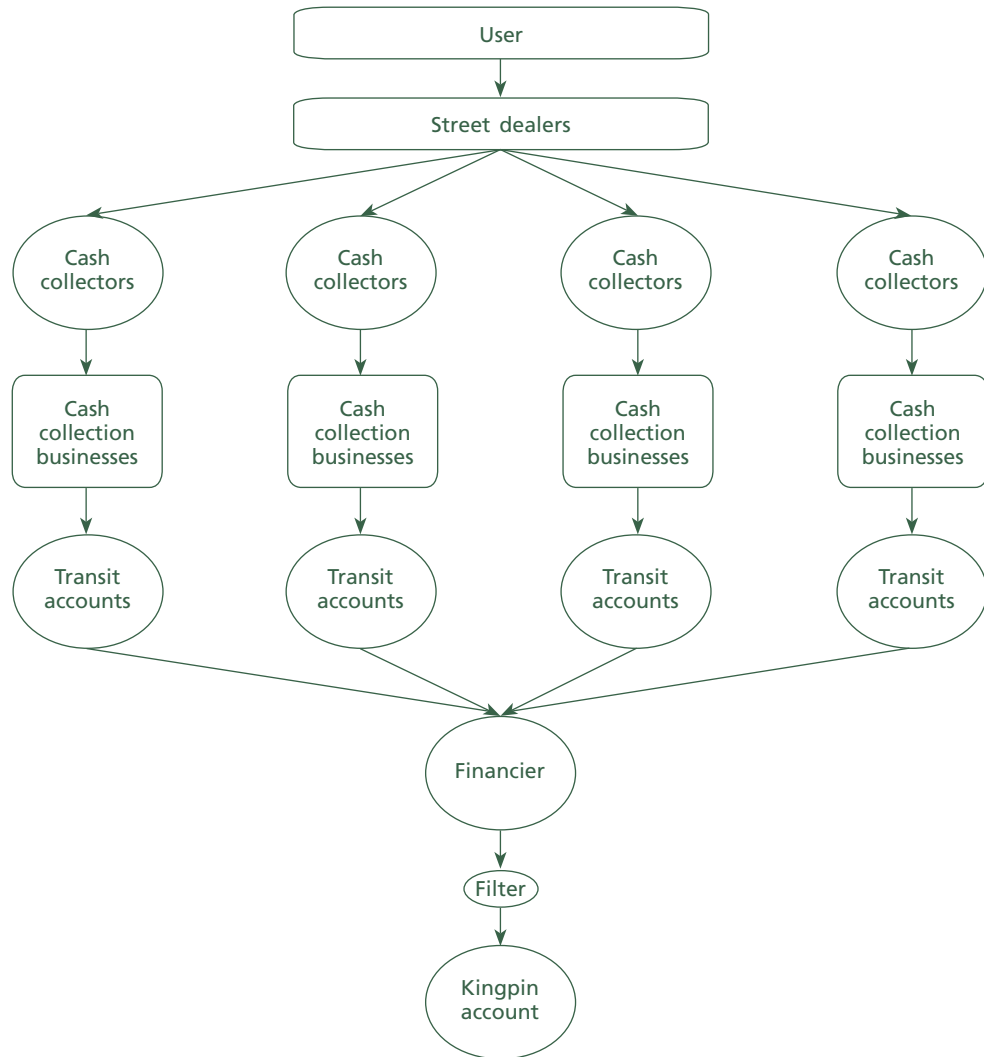 User
Street dealers
Cash
collectors
Cash
collectors
Cash
collectors
Cash
collectors
Cash
collection
businesses
Cash
collection
businesses
Cash
collection
businesses
Cash
collection
businesses
Transit
accounts
Transit
accounts
Transit
accounts
Transit
accounts
Financier
Filter
Kingpin
account